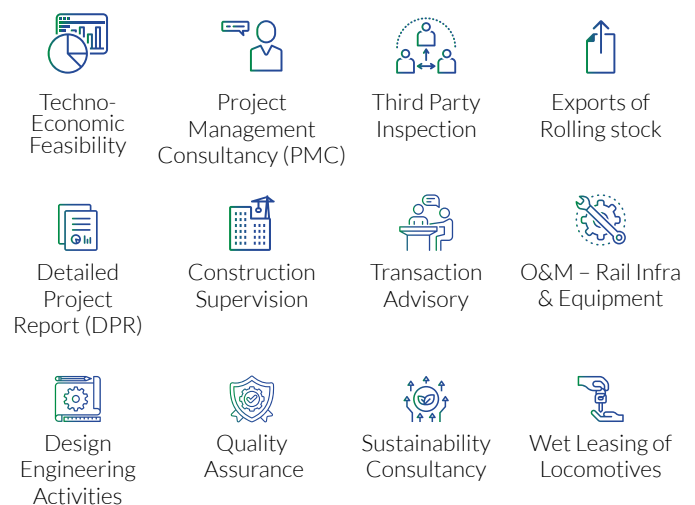 Techno-
Economic
Feasibility
Project
Management
Consultancy (PMC)
Third Party
Inspection
Exports of
Rolling stock
Detailed
Project
Report (DPR)
Construction
Supervision
Transaction
Advisory
O&M – Rail Infra
& Equipment
Design
Engineering
Activities
Quality
Assurance
Sustainability
Consultancy
Wet Leasing of
Locomotives